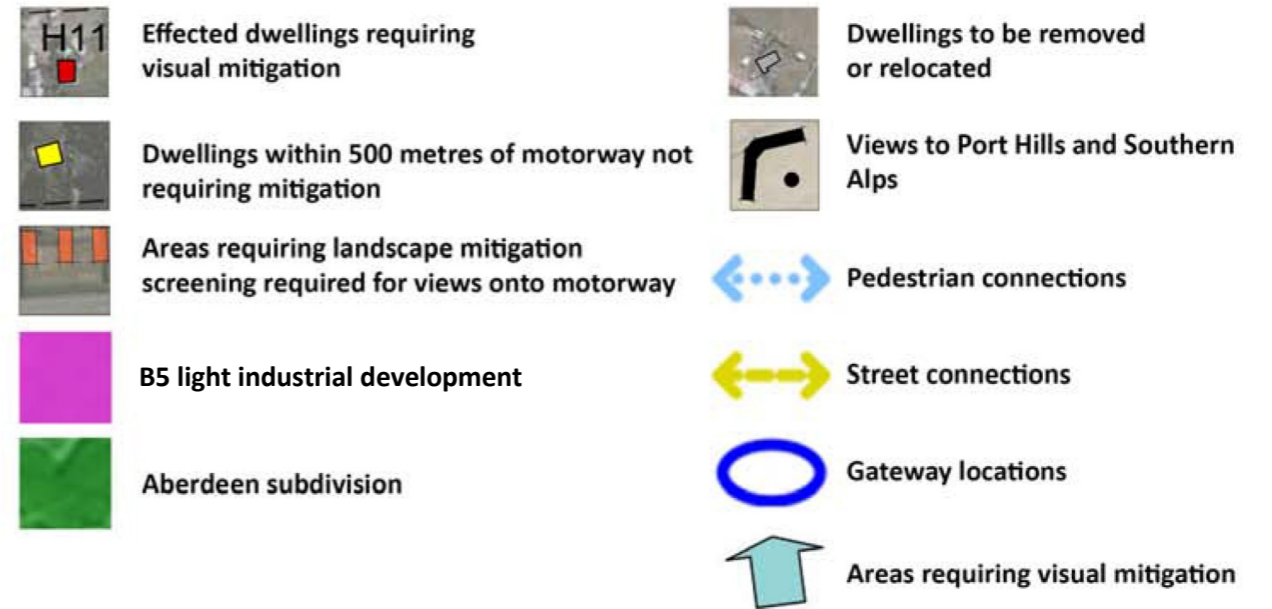 H11
Effected dwellings requiring
visual mitigation
Dwellings within 500 metres of motorway not
requiring mitigation
Areas requiring landscape mitigation
screening required for views onto motorway
B5 light industrial development
Aberdeen subdivision
Dwellings to be removed
or relocated
Views to Port Hills and Southern
Alps
Pedestrian connections
Street connections
Gateway locations
Areas requiring visual mitigation